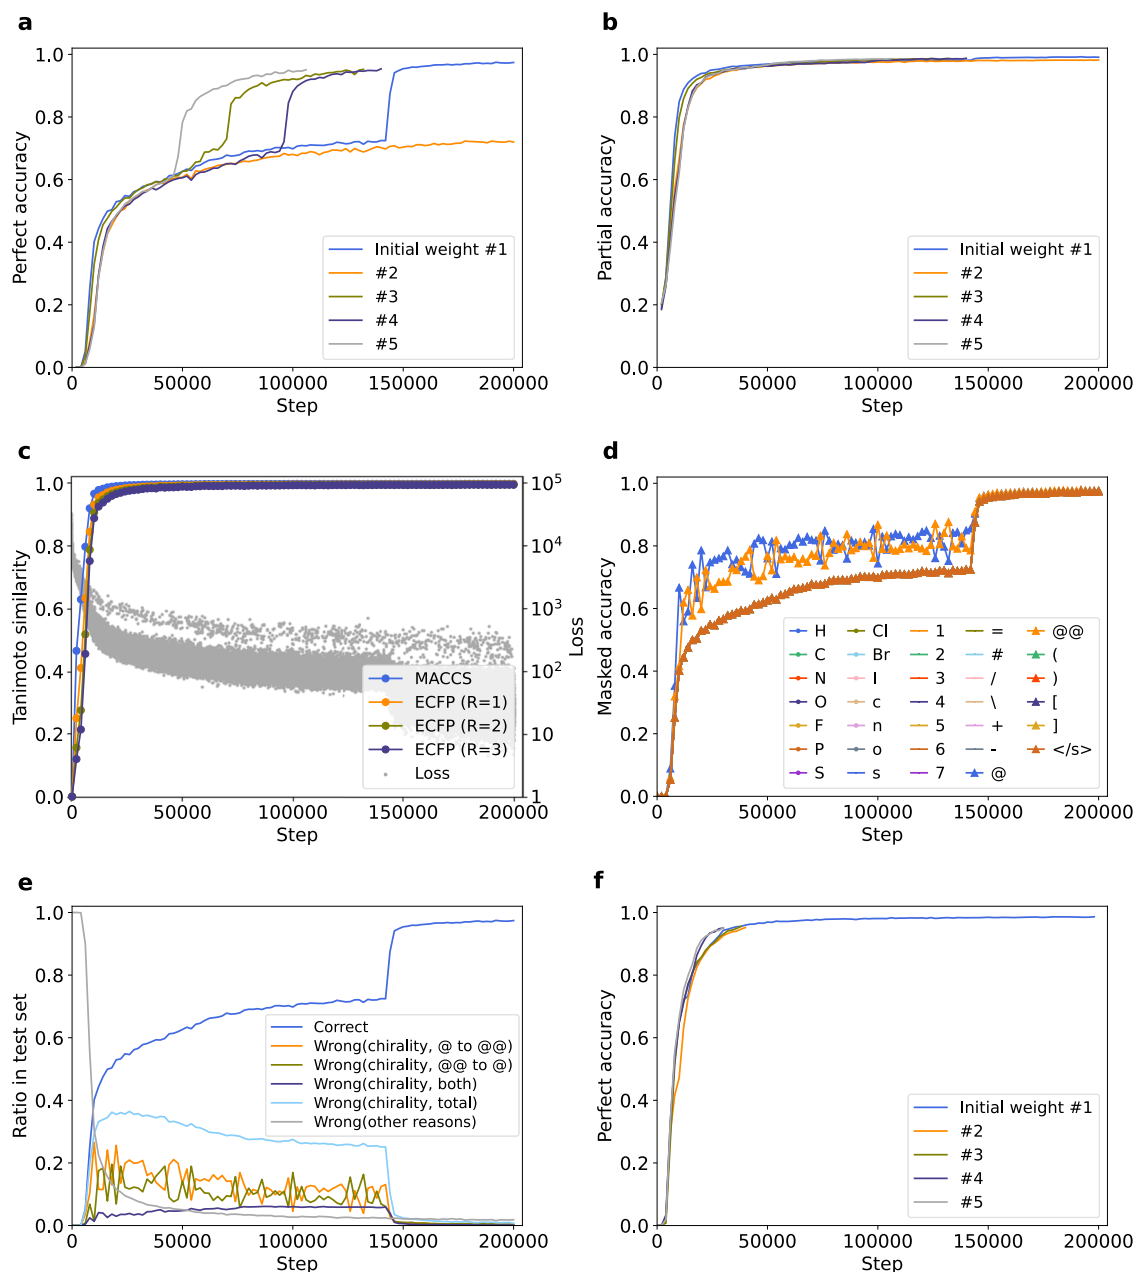 a
1.0
0.8
0.6
0.4
0.2
0.0
Perfect accuracy
0 50000 100000 150000 200000
Step
Initial weight #1
#2
#3
#4
#5
b
1.0
0.8
0.6
0.4
0.2
0.0
Partial accuracy
0 50000 100000 150000 200000
Step
Initial weight #1
#2
#3
#4
#5
c
1.0
0.8
0.6
0.4
0.2
0.0
Tanimoto similarity
10⁵
10⁴
10³
10²
10
1
Loss
0 50000 100000 150000 200000
Step
MACCS
ECFP (R=1)
ECFP (R=2)
ECFP (R=3)
Loss
d
1.0
0.8
0.6
0.4
0.2
0.0
Masked accuracy
0 50000 100000 150000 200000
Step
H Cl 1 = @@
C Br 2 # (
N I 3 / )
O c 4 \ [
F n 5 + ]
P o 6 - </s>
S s 7 @
e
1.0
0.8
0.6
0.4
0.2
0.0
Ratio in test set
0 50000 100000 150000 200000
Step
Correct
Wrong(chirality, @ to @@)
Wrong(chirality, @@ to @)
Wrong(chirality, both)
Wrong(chirality, total)
Wrong(other reasons)
f
1.0
0.8
0.6
0.4
0.2
0.0
Perfect accuracy
0 50000 100000 150000 200000
Step
Initial weight #1
#2
#3
#4
#5